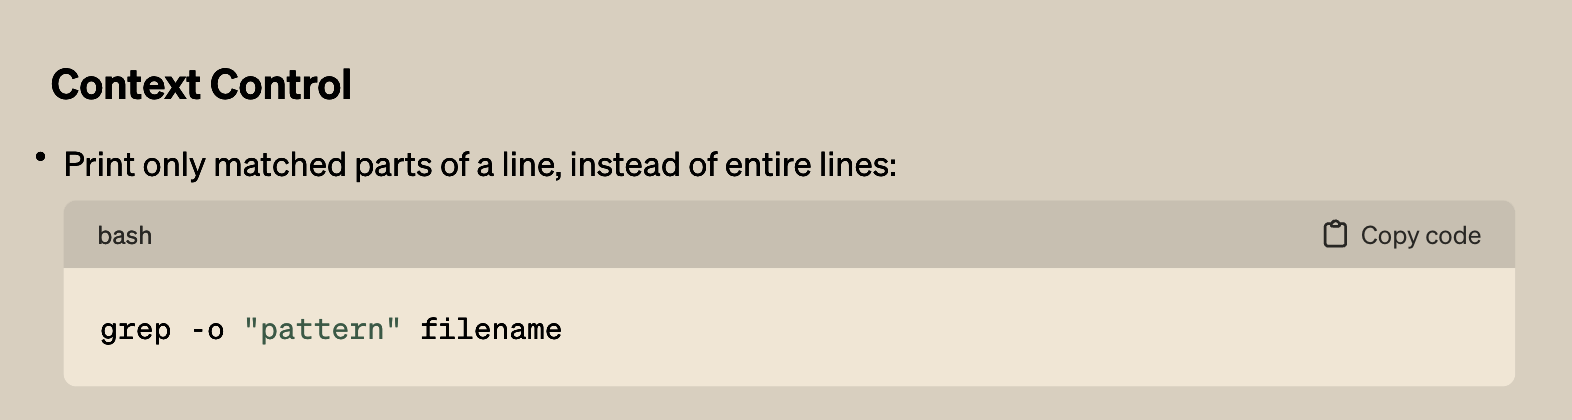 Context Control
• Print only matched parts of a line, instead of entire lines:
bash
Copy code
grep -o "pattern" filename